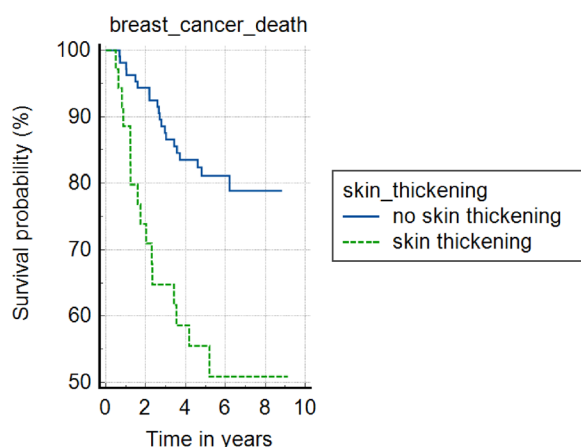 breast_cancer_death
Survival probability (%)
100
90
80
70
60
50
0 2 4 6 8 10
Time in years
skin_thickening
no skin thickening
skin thickening